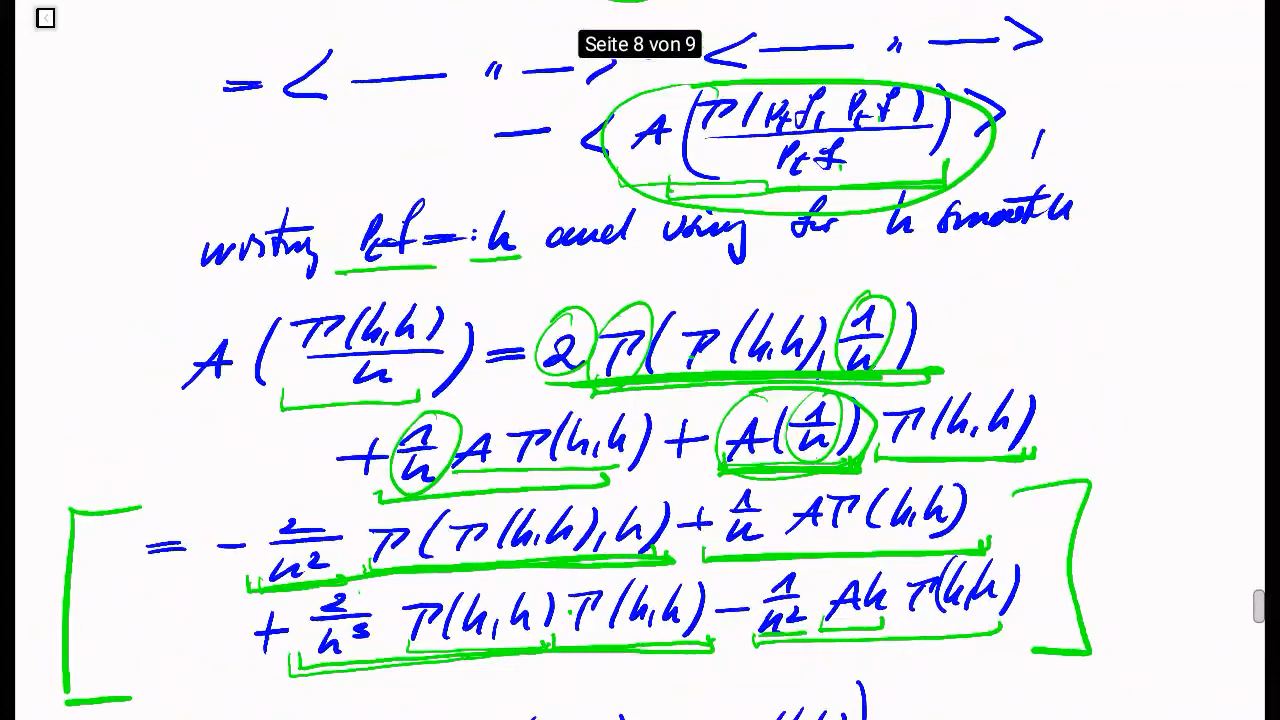 Seite 8 von 9
= < — " — > < — " — >
— < A ( Γ(P_t f, P_t f) / P_t f ) > ,
writing P_t f =: h and using for h smooth
A ( Γ(h,h) / h ) = 2 Γ( Γ(h,h), 1/h )
+ 1/h A Γ(h,h) + A(1/h) Γ(h,h)
= - 2/h² Γ(Γ(h,h), h) + 1/h AΓ(h,h)
+ 2/h³ Γ(h,h) Γ(h,h) - 1/h² Ah Γ(h,h)